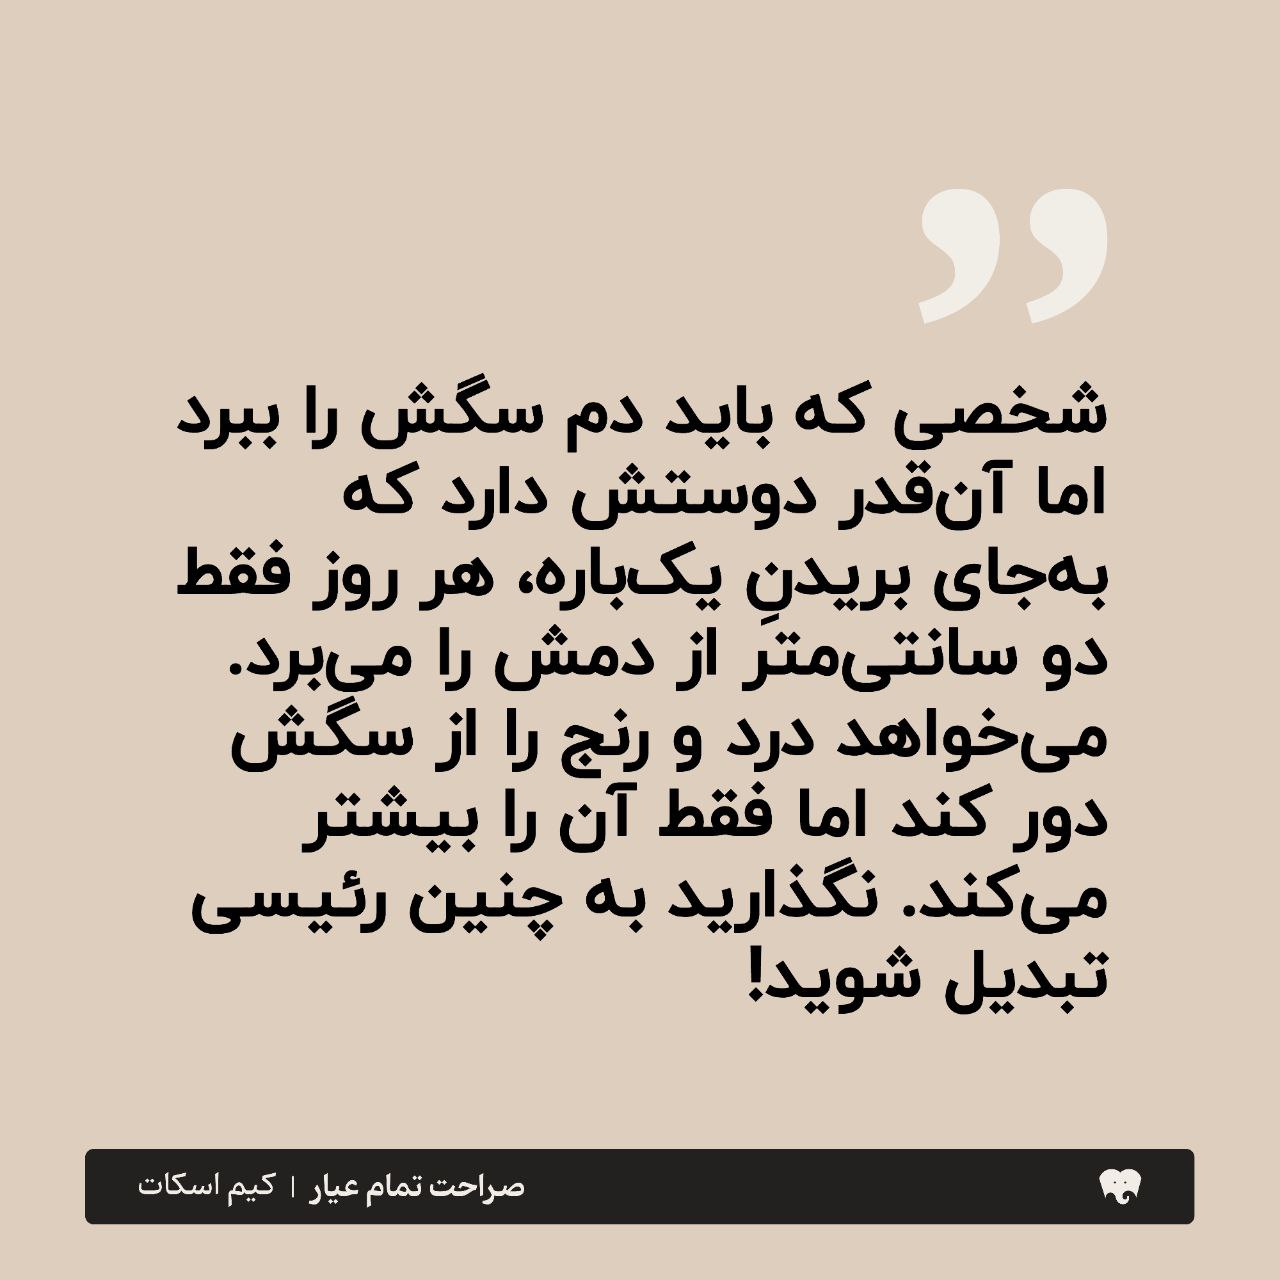 شخصی که باید دم سگش را ببرد
اما آن‌قدر دوستش دارد که
به‌جای بریدنِ یک‌باره، هر روز فقط
دو سانتی‌متر از دمش را می‌برد.
می‌خواهد درد و رنج را از سگش
دور کند اما فقط آن را بیشتر
می‌کند. نگذارید به چنین رئیسی
تبدیل شوید!
صراحت تمام عیار | کیم اسکات